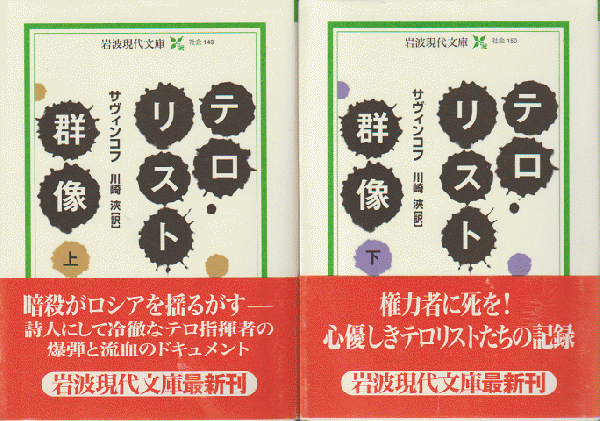 岩波現代文庫 社会 149
テロ・
リスト
群像
上
サヴィンコフ
川崎 浹[訳]
暗殺がロシアを揺るがす──
詩人にして冷徹なテロ指揮者の
爆弾と流血のドキュメント
岩波現代文庫最新刊
岩波現代文庫 社会 150
テロ・
リスト
群像
下
サヴィンコフ
川崎 浹[訳]
権力者に死を!
心優しきテロリストたちの記録
岩波現代文庫最新刊